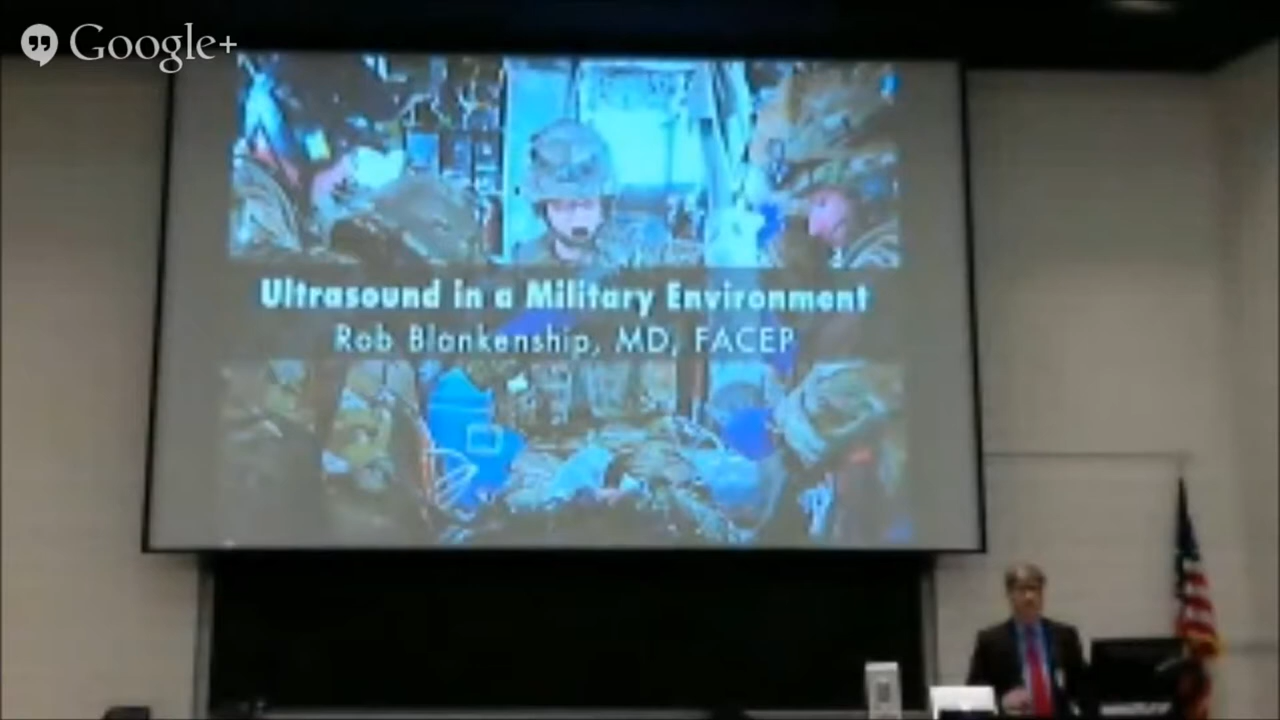 Google+
Ultrasound in a Military Environment
Rob Blankenship, MD, FACEP